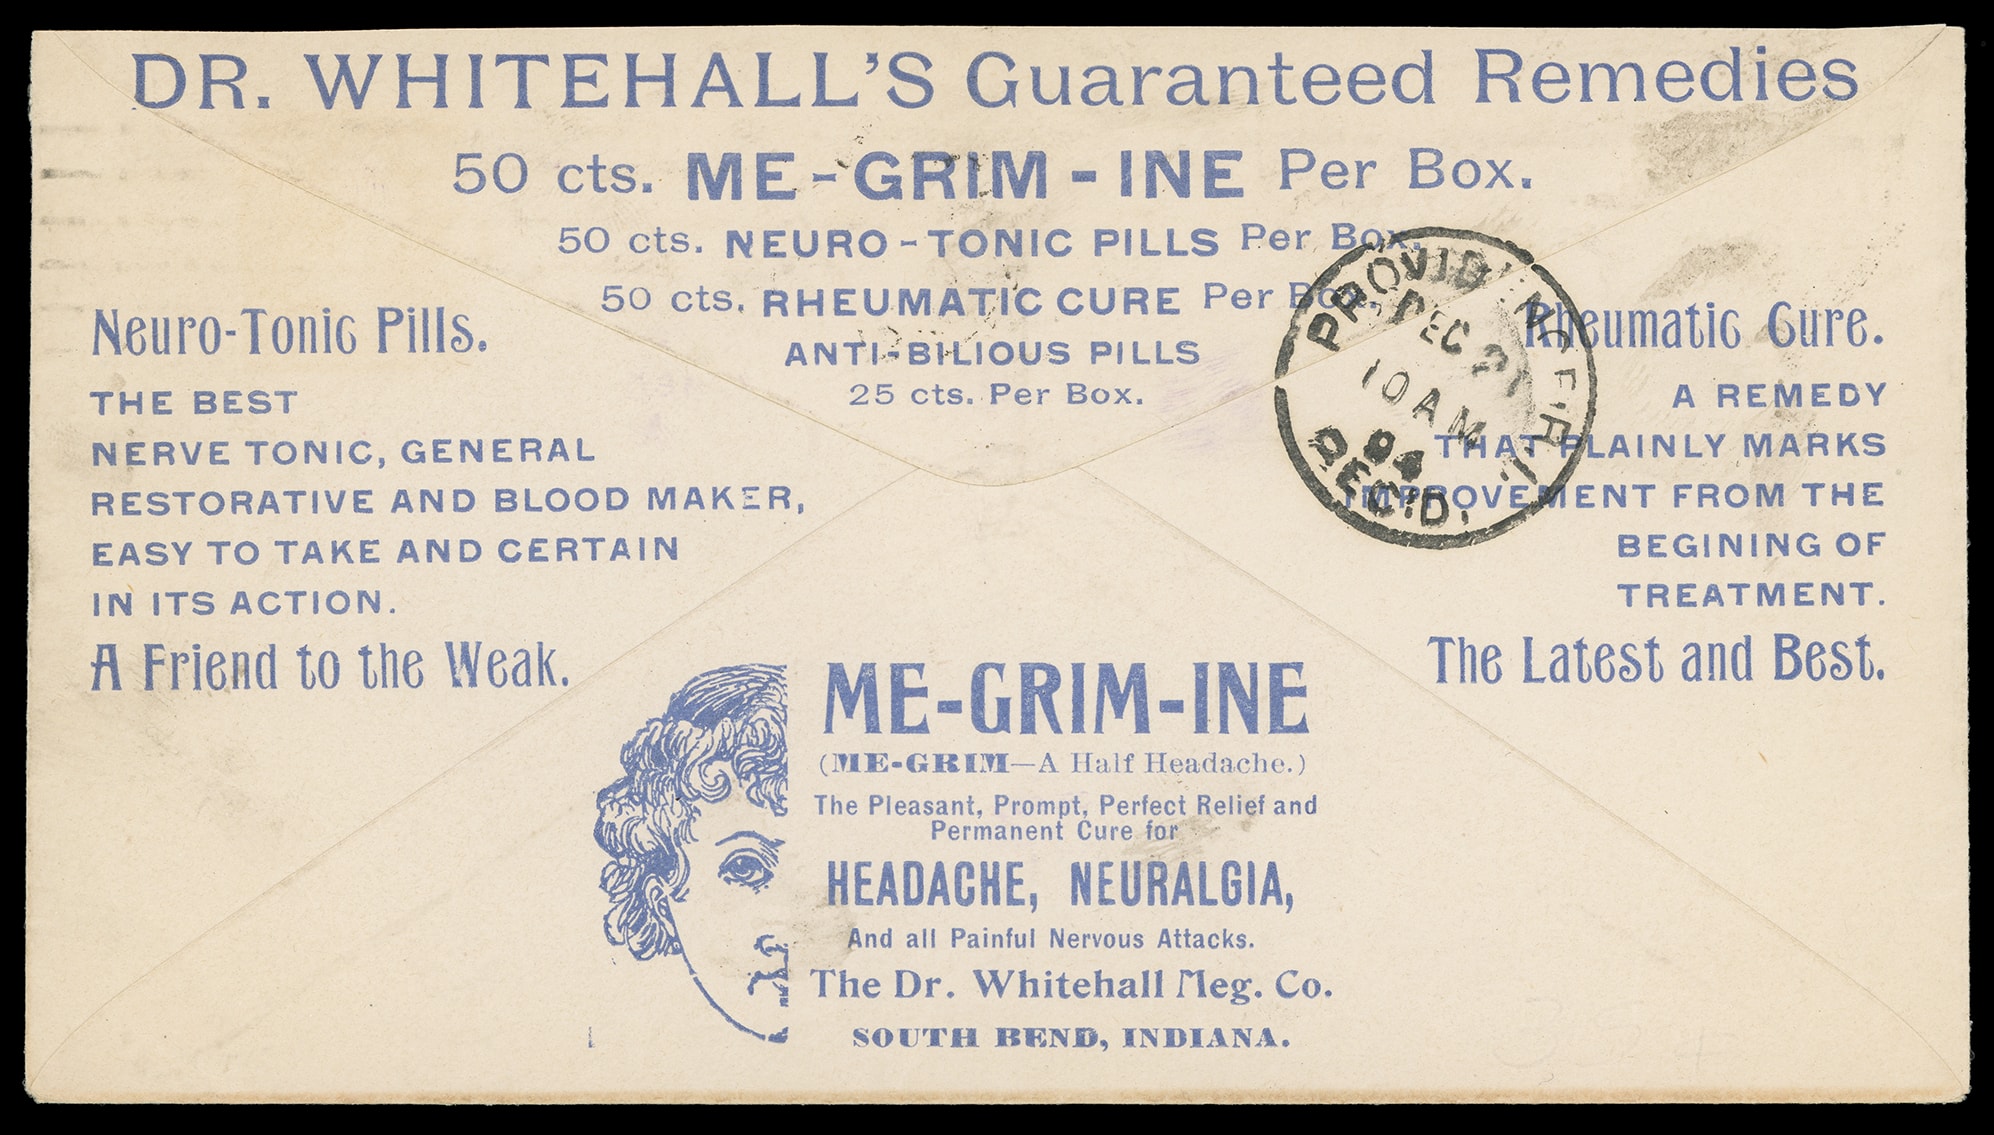 DR. WHITEHALL'S Guaranteed Remedies
50 cts. ME-GRIM-INE Per Box.
50 cts. NEURO-TONIC PILLS Per Box,
50 cts. RHEUMATIC CURE Per Box,
ANTI-BILIOUS PILLS
25 cts. Per Box.
Neuro-Tonic Pills.
THE BEST
NERVE TONIC, GENERAL
RESTORATIVE AND BLOOD MAKER,
EASY TO TAKE AND CERTAIN
IN ITS ACTION.
A Friend to the Weak.
PROVIDENCE R.I.
DEC 21
10 AM
94
REC'D.
Rheumatic Cure.
A REMEDY
THAT PLAINLY MARKS
IMPROVEMENT FROM THE
BEGINING OF
TREATMENT.
The Latest and Best.
ME-GRIM-INE
(ME-GRIM—A Half Headache.)
The Pleasant, Prompt, Perfect Relief and
Permanent Cure for
HEADACHE, NEURALGIA,
And all Painful Nervous Attacks.
The Dr. Whitehall Meg. Co.
SOUTH BEND, INDIANA.